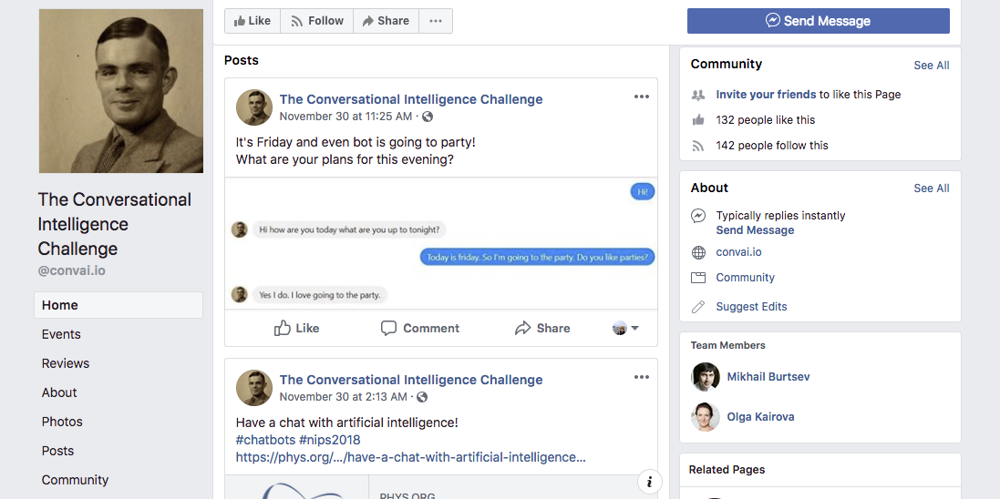 Like
Follow
Share
Send Message
The Conversational
Intelligence
Challenge
@convai.io
Home
Events
Reviews
About
Photos
Posts
Community
Posts
The Conversational Intelligence Challenge
November 30 at 11:25 AM ·
It's Friday and even bot is going to party!
What are your plans for this evening?
Hi!
Hi how are you today what are you up to tonight?
Today is friday. So I'm going to the party. Do you like parties?
Yes I do. I love going to the party.
Like Comment Share
The Conversational Intelligence Challenge
November 30 at 2:13 AM ·
Have a chat with artificial intelligence!
#chatbots #nips2018
https://phys.org/.../have-a-chat-with-artificial-intelligence...
PHYS.ORG
Community See All
Invite your friends to like this Page
132 people like this
142 people follow this
About See All
Typically replies instantly
Send Message
convai.io
Community
Suggest Edits
Team Members
Mikhail Burtsev
Olga Kairova
Related Pages